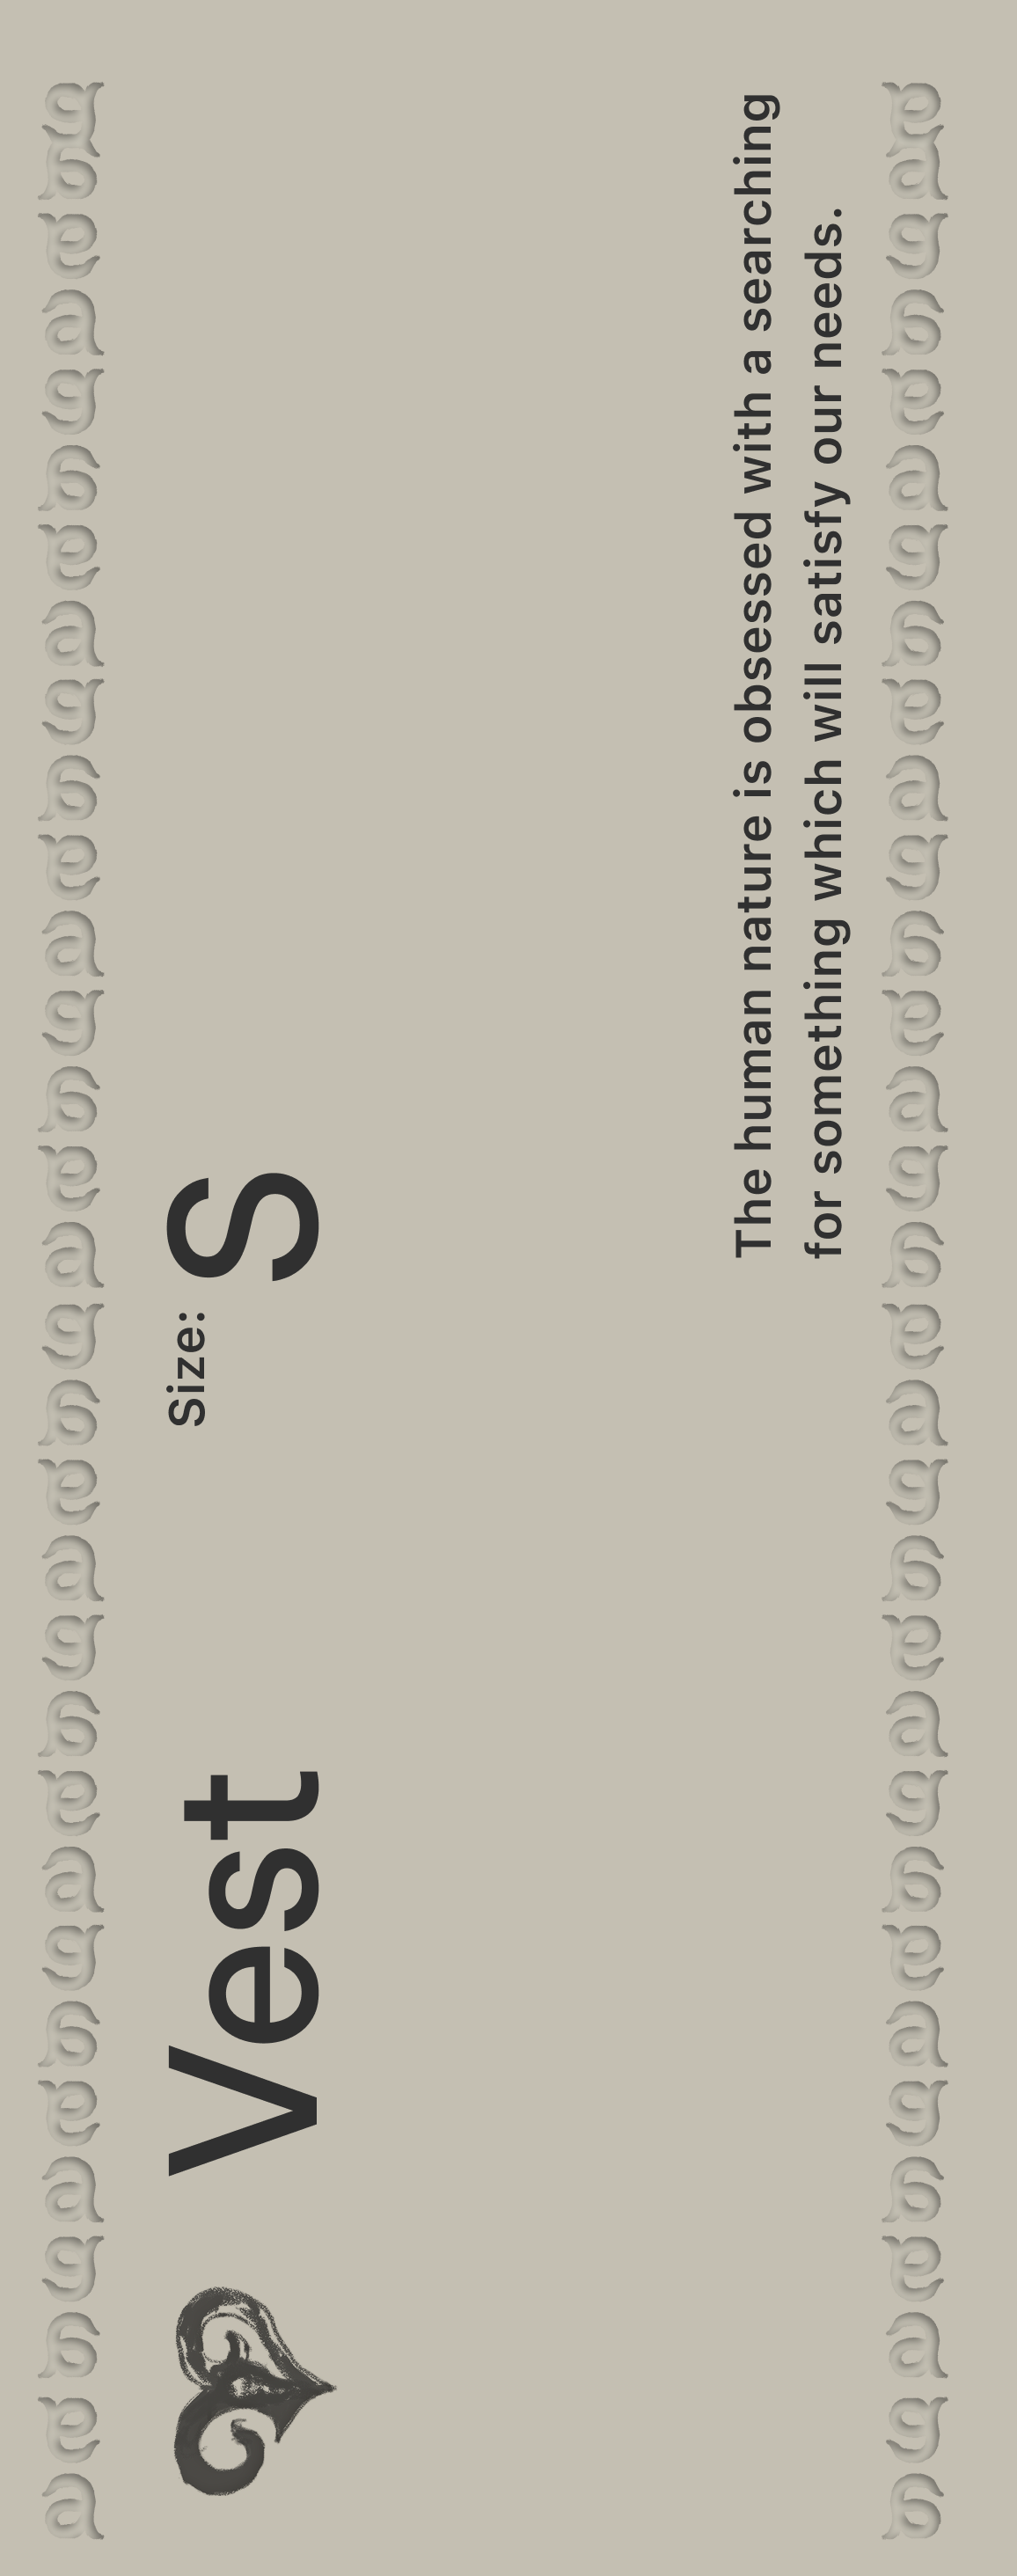 Vest
Size: S
The human nature is obsessed with a searching
for something which will satisfy our needs.